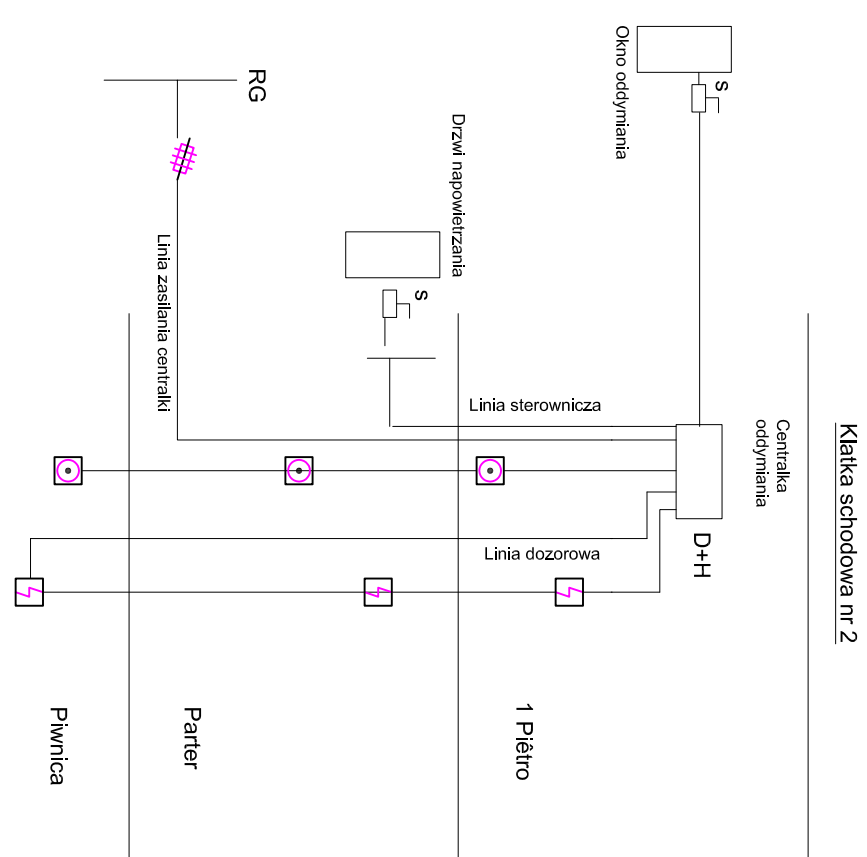 Klatka schodowa nr 2
Okno oddymiania
s
Centralka
oddymiania
D+H
RG
Drzwi napowietrzania
s
Linia zasilania centralki
Linia sterownicza
Linia dozorowa
1 Piêtro
Parter
Piwnica